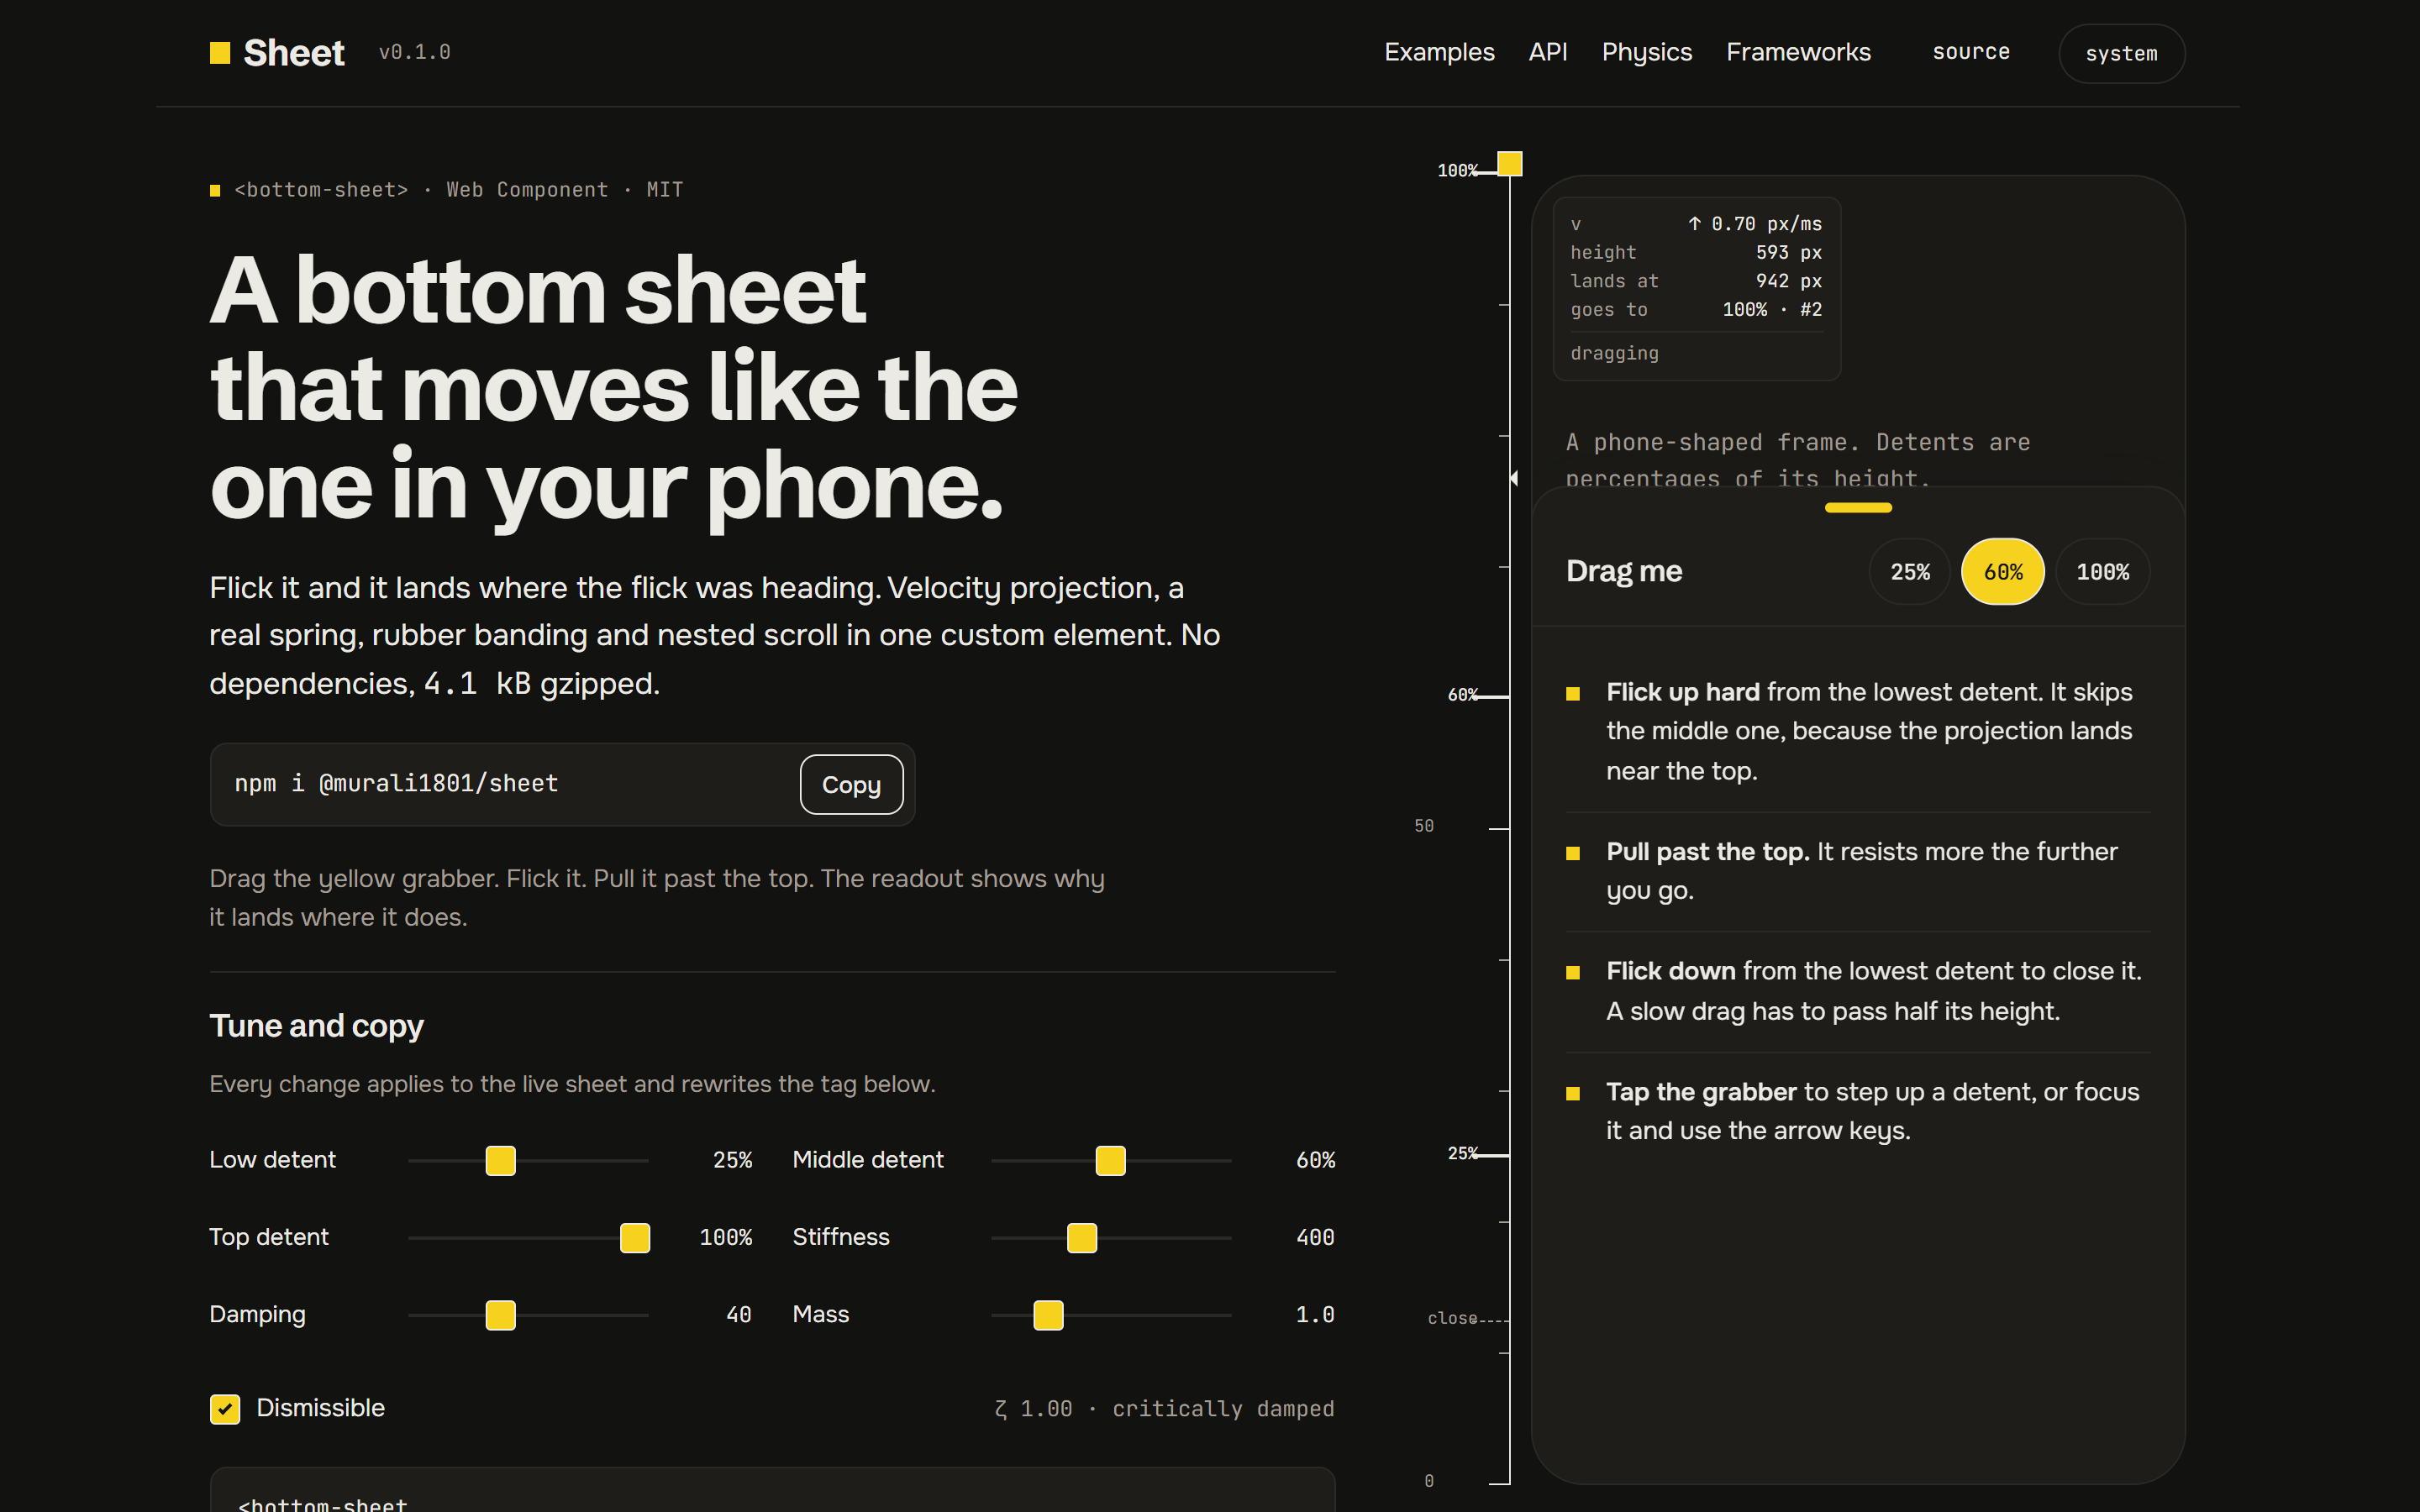 Sheet v0.1.0
Examples API Physics Frameworks source system
<bottom-sheet> · Web Component · MIT
A bottom sheet
that moves like the
one in your phone.
Flick it and it lands where the flick was heading. Velocity projection, a
real spring, rubber banding and nested scroll in one custom element. No
dependencies, 4.1 kB gzipped.
npm i @murali1801/sheet
Copy
Drag the yellow grabber. Flick it. Pull it past the top. The readout shows why
it lands where it does.
Tune and copy
Every change applies to the live sheet and rewrites the tag below.
Low detent 25% Middle detent 60%
Top detent 100% Stiffness 400
Damping 40 Mass 1.0
Dismissible ζ 1.00 · critically damped
<bottom-sheet
100%
60%
50
25%
close
0
v ↑ 0.70 px/ms
height 593 px
lands at 942 px
goes to 100% · #2
dragging
A phone-shaped frame. Detents are
percentages of its height.
Drag me 25% 60% 100%
Flick up hard from the lowest detent. It skips
the middle one, because the projection lands
near the top.
Pull past the top. It resists more the further
you go.
Flick down from the lowest detent to close it.
A slow drag has to pass half its height.
Tap the grabber to step up a detent, or focus
it and use the arrow keys.